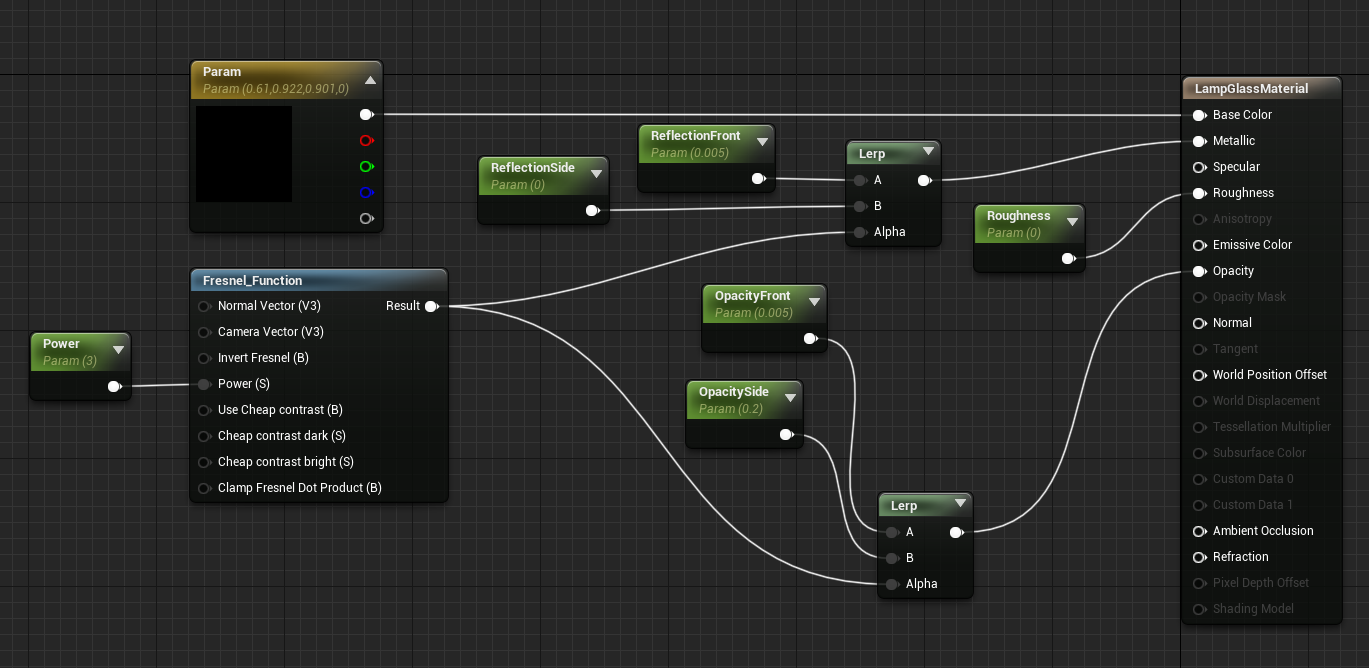 Param
Param (0.61,0.922,0.901,0)
ReflectionSide
Param (0)
ReflectionFront
Param (0.005)
Lerp
A
B
Alpha
Roughness
Param (0)
Power
Param (3)
Fresnel_Function
Normal Vector (V3)
Result
Camera Vector (V3)
Invert Fresnel (B)
Power (S)
Use Cheap contrast (B)
Cheap contrast dark (S)
Cheap contrast bright (S)
Clamp Fresnel Dot Product (B)
OpacityFront
Param (0.005)
OpacitySide
Param (0.2)
Lerp
A
B
Alpha
LampGlassMaterial
Base Color
Metallic
Specular
Roughness
Anisotropy
Emissive Color
Opacity
Opacity Mask
Normal
Tangent
World Position Offset
World Displacement
Tessellation Multiplier
Subsurface Color
Custom Data 0
Custom Data 1
Ambient Occlusion
Refraction
Pixel Depth Offset
Shading Model